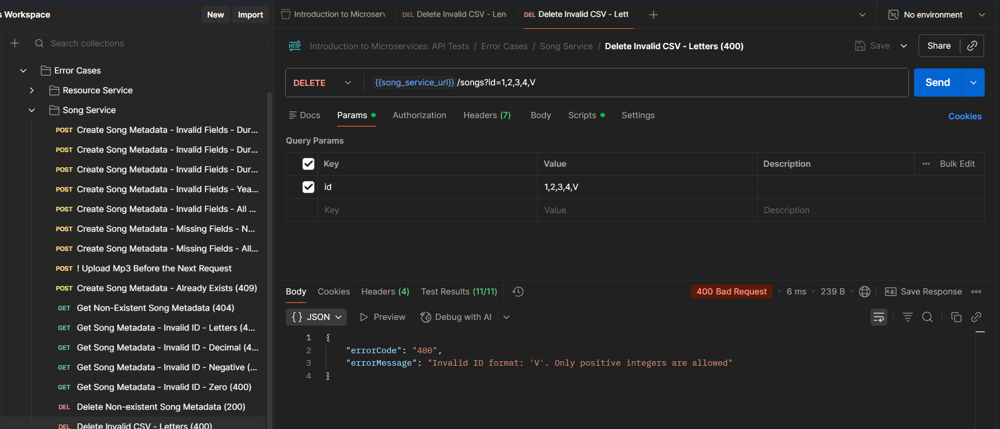 s Workspace
New
Import
Introduction to Microserv
DEL Delete Invalid CSV - Len
DEL Delete Invalid CSV - Lett
No environment
Search collections
Error Cases
Resource Service
Song Service
POST Create Song Metadata - Invalid Fields - Dur...
POST Create Song Metadata - Invalid Fields - Dur...
POST Create Song Metadata - Invalid Fields - Dur...
POST Create Song Metadata - Invalid Fields - Yea...
POST Create Song Metadata - Invalid Fields - All ...
POST Create Song Metadata - Missing Fields - N...
POST Create Song Metadata - Missing Fields - All...
POST ! Upload Mp3 Before the Next Request
POST Create Song Metadata - Already Exists (409)
GET Get Non-Existent Song Metadata (404)
GET Get Song Metadata - Invalid ID - Letters (4...
GET Get Song Metadata - Invalid ID - Decimal (4...
GET Get Song Metadata - Invalid ID - Negative (...
GET Get Song Metadata - Invalid ID - Zero (400)
DEL Delete Non-existent Song Metadata (200)
DEL Delete Invalid CSV - Letters (400)
HTTP Introduction to Microservices: API Tests / Error Cases / Song Service / Delete Invalid CSV - Letters (400)
Save
Share
DELETE {{song_service_url}} /songs?id=1,2,3,4,V
Send
Docs Params Authorization Headers (7) Body Scripts Settings
Cookies
Query Params
Key Value Description Bulk Edit
id 1,2,3,4,V
Key Value Description
Body Cookies Headers (4) Test Results (11/11)
400 Bad Request • 6 ms • 239 B
e.g. Save Response
{} JSON Preview Debug with AI
1 {
2 "errorCode": "400",
3 "errorMessage": "Invalid ID format: 'V'. Only positive integers are allowed"
4 }